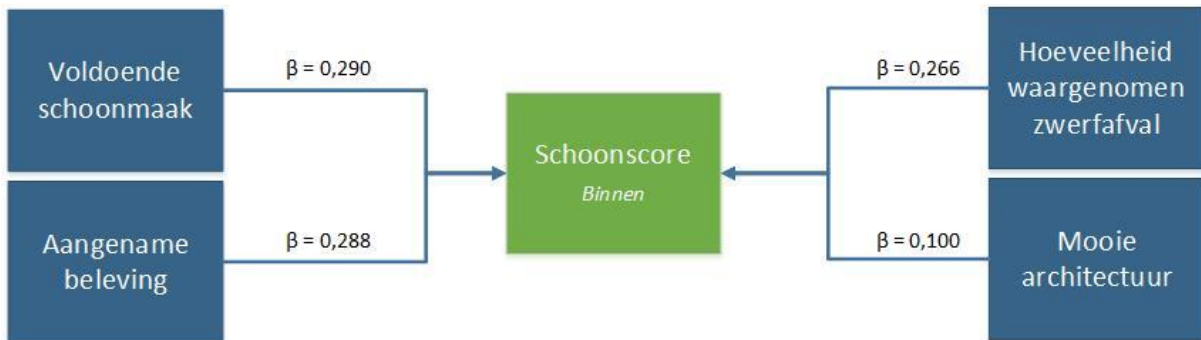 Voldoende
schoonmaak
β = 0,290
Aangename
beleving
β = 0,288
Schoonscore
Binnen
β = 0,266
Hoeveelheid
waargenomen
zwerfafval
β = 0,100
Mooie
architectuur